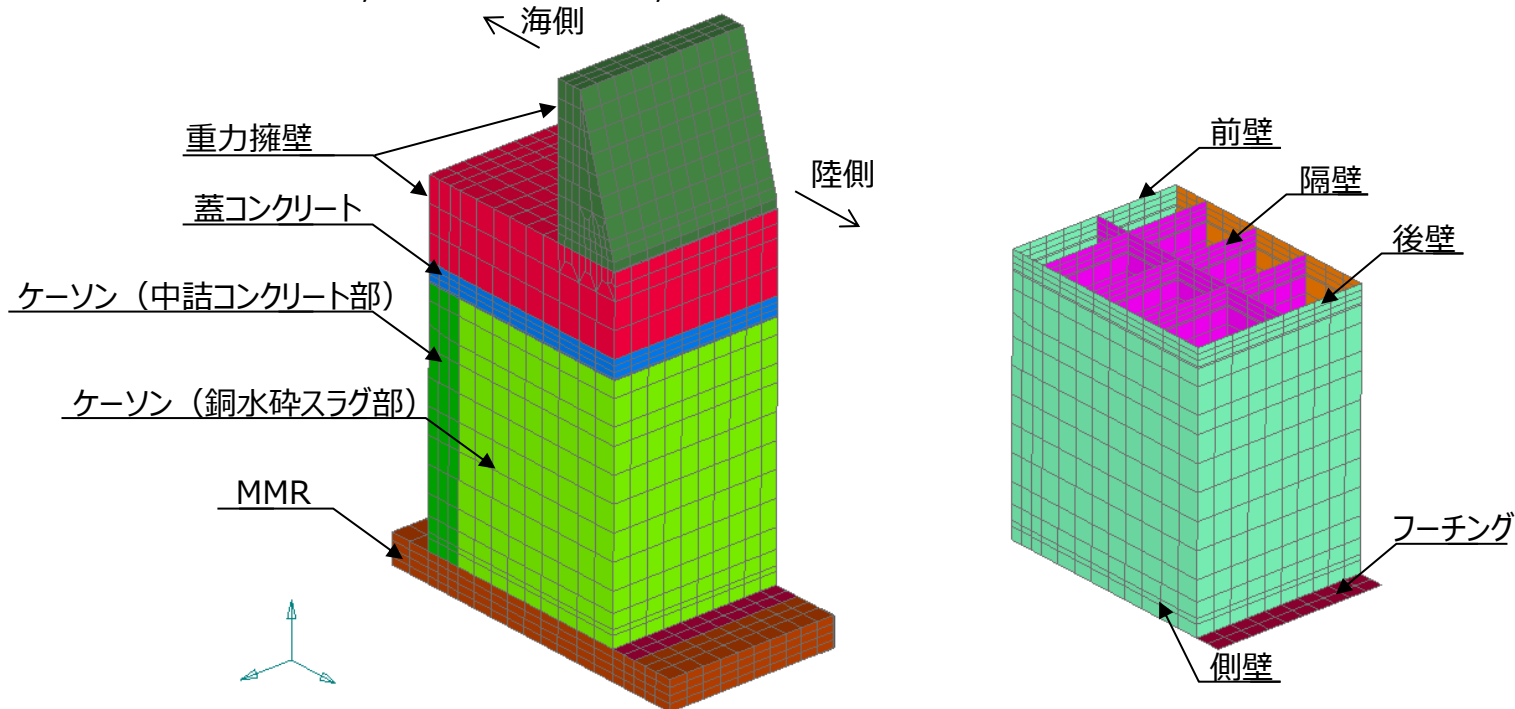 海側
重力擁壁
陸側
蓋コンクリート
ケーソン（中詰コンクリート部）
ケーソン（銅水砕スラグ部）
MMR
前壁
隔壁
後壁
フーチング
側壁